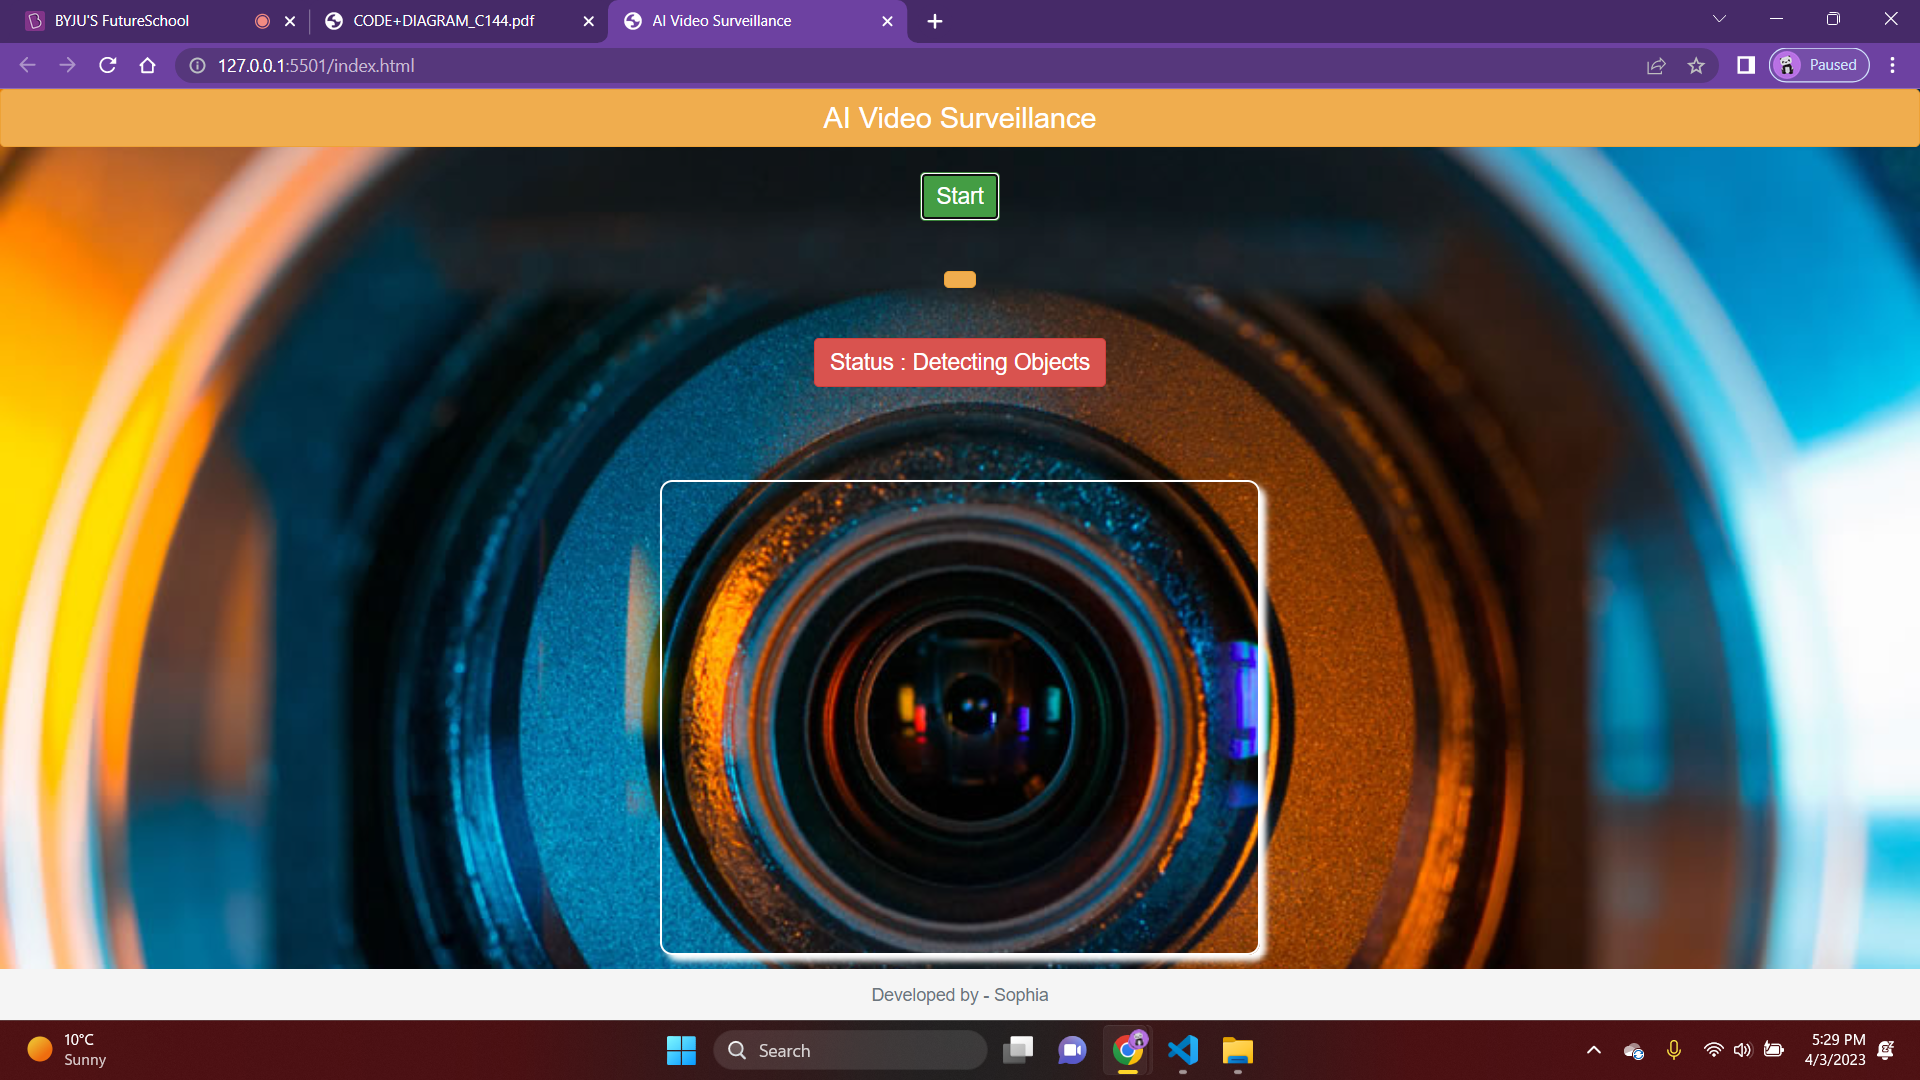 BYJU'S FutureSchool
CODE+DIAGRAM_C144.pdf
AI Video Surveillance
127.0.0.1:5501/index.html
Paused
AI Video Surveillance
Start
Status : Detecting Objects
Developed by - Sophia
10°C
Sunny
Search
5:29 PM
4/3/2023